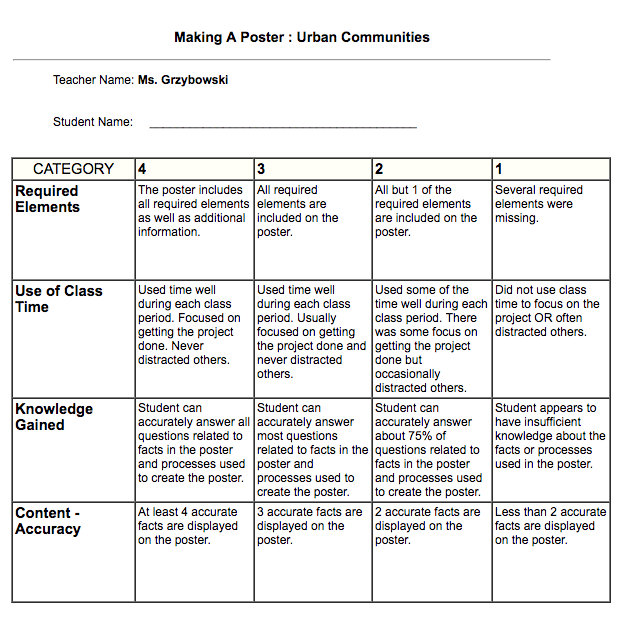 Making A Poster : Urban Communities
Teacher Name: Ms. Grzybowski
Student Name: ________________________________________
CATEGORY 4 3 2 1
Required
Elements
The poster includes
all required elements
as well as additional
information.
All required
elements are
included on the
poster.
All but 1 of the
required elements
are included on the
poster.
Several required
elements were
missing.
Use of Class
Time
Used time well
during each class
period. Focused on
getting the project
done. Never
distracted others.
Used time well
during each class
period. Usually
focused on getting
the project done and
never distracted
others.
Used some of the
time well during each
class period. There
was some focus on
getting the project
done but
occasionally
distracted others.
Did not use class
time to focus on the
project OR often
distracted others.
Knowledge
Gained
Student can
accurately answer all
questions related to
facts in the poster
and processes used
to create the poster.
Student can
accurately answer
most questions
related to facts in the
poster and
processes used to
create the poster.
Student can
accurately answer
about 75% of
questions related to
facts in the poster
and processes used
to create the poster.
Student appears to
have insufficient
knowledge about the
facts or processes
used in the poster.
Content -
Accuracy
At least 4 accurate
facts are displayed
on the poster.
3 accurate facts are
displayed on the
poster.
2 accurate facts are
displayed on the
poster.
Less than 2 accurate
facts are displayed
on the poster.